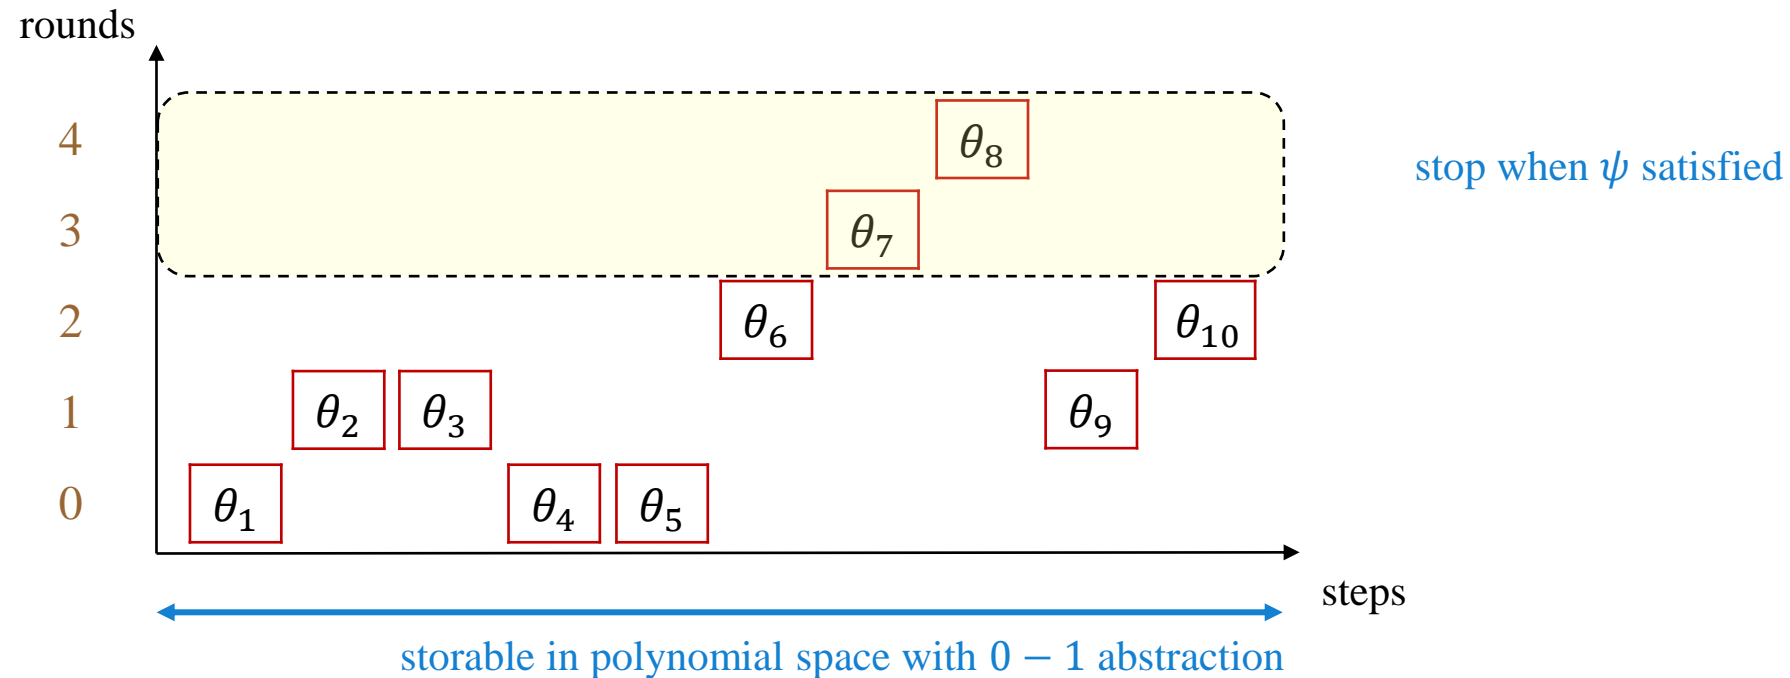 rounds
4
θ₈
stop when ψ satisfied
3
θ₇
2
θ₆
θ₁₀
1
θ₂
θ₃
θ₉
0
θ₁
θ₄
θ₅
steps
storable in polynomial space with 0 − 1 abstraction